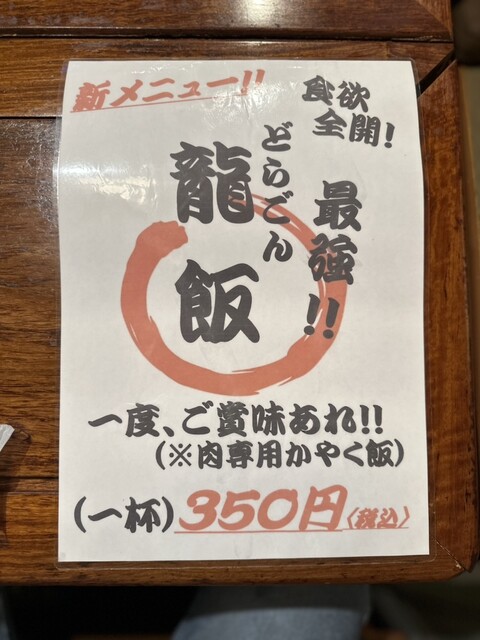 新メニュー!!
食欲
全開!
最強!!
どらごん
龍飯
一度、ご賞味あれ!!
(※肉専用かやく飯)
(一杯)350円〈税込〉